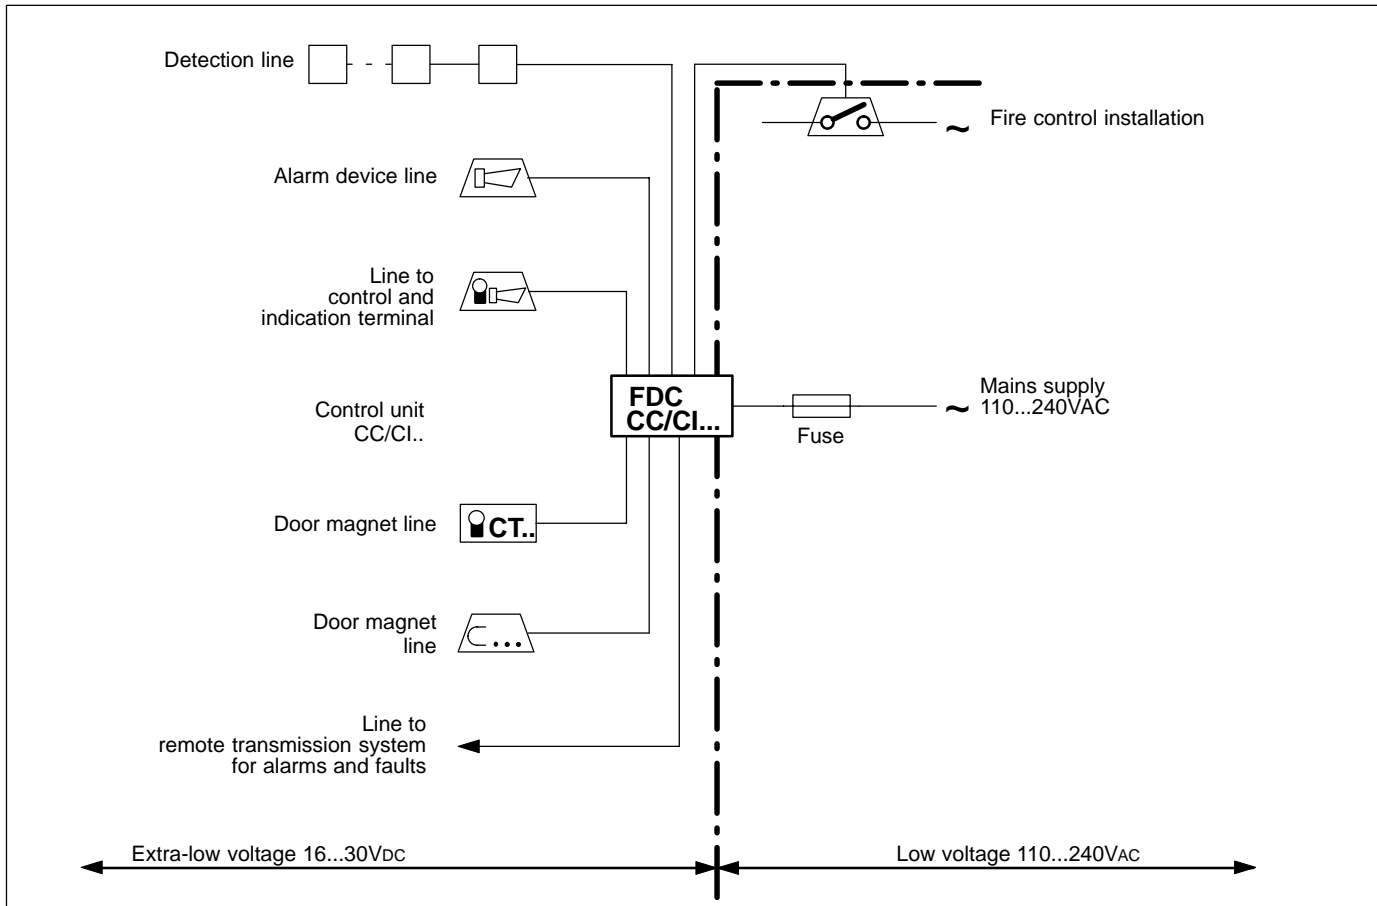 Detection line
Fire control installation
~
Alarm device line
Line to
control and
indication terminal
Control unit
CC/CI..
FDC
CC/CI...
Fuse
~
Mains supply
110...240VAC
Door magnet line
CT..
Door magnet
line
Line to
remote transmission system
for alarms and faults
Extra-low voltage 16...30VDC
Low voltage 110...240VAC